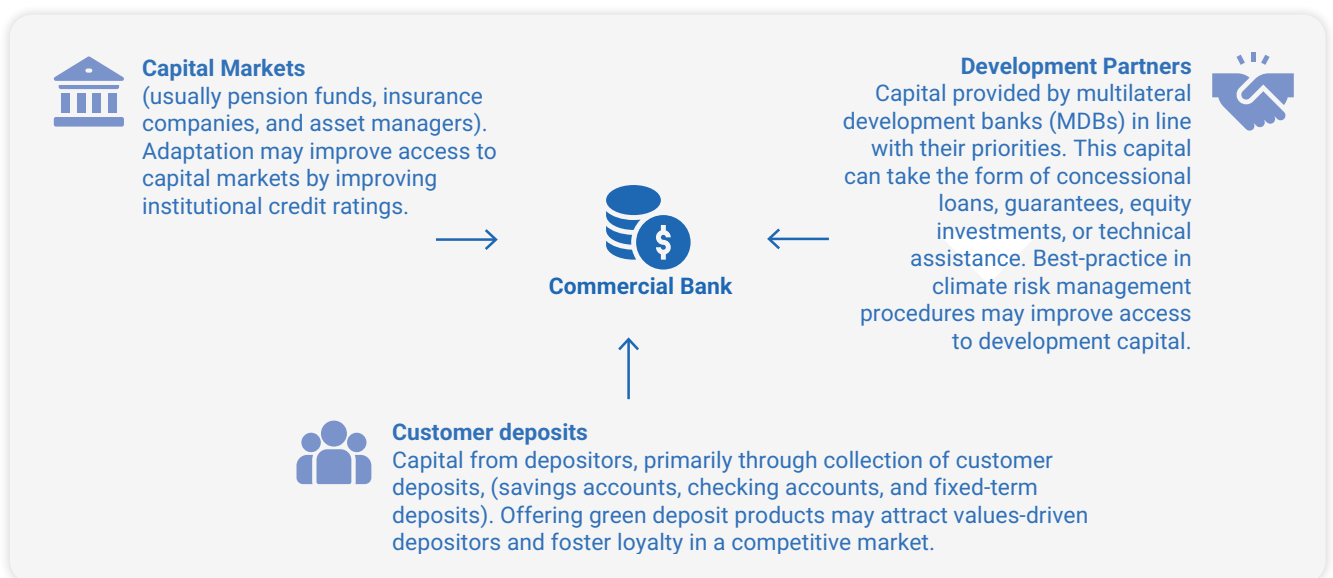 Capital Markets
(usually pension funds, insurance
companies, and asset managers).
Adaptation may improve access to
capital markets by improving
institutional credit ratings.
Development Partners
Capital provided by multilateral
development banks (MDBs) in line
with their priorities. This capital
can take the form of concessional
loans, guarantees, equity
investments, or technical
assistance. Best-practice in
climate risk management
procedures may improve access
to development capital.
$
Commercial Bank
Customer deposits
Capital from depositors, primarily through collection of customer
deposits, (savings accounts, checking accounts, and fixed-term
deposits). Offering green deposit products may attract values-driven
depositors and foster loyalty in a competitive market.